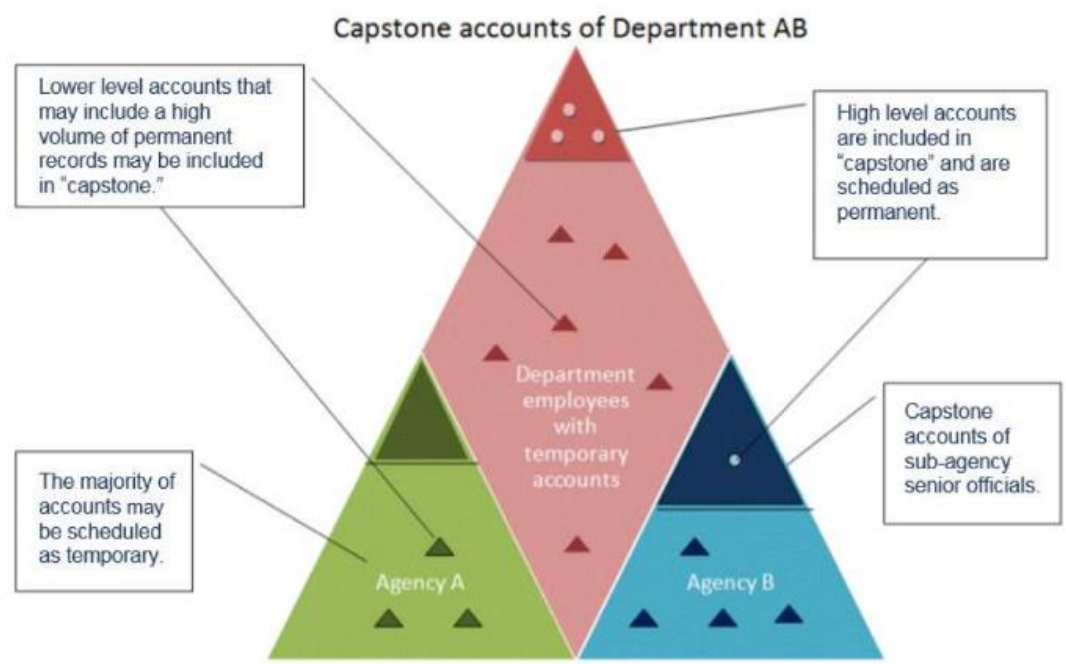 Capstone accounts of Department AB
Lower level accounts that
may include a high
volume of permanent
records may be included
in “capstone.”
High level accounts
are included in
“capstone” and are
scheduled as
permanent.
Department
employees
with
temporary
accounts
Capstone
accounts of
sub-agency
senior officials.
The majority of
accounts may
be scheduled
as temporary.
Agency A
Agency B